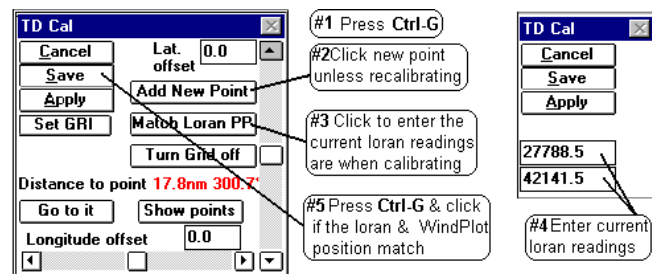 TD Cal
Cancel
Save
Apply
Set GRI
Lat. offset 0.0
Add New Point
Match Loran PP
Turn Grid off
Distance to point 17.8nm 300.7°
Go to it
Show points
Longitude offset 0.0
#1 Press Ctrl-G
#2Click new point
unless recalibrating
#3 Click to enter the
current loran readings
are when calibrating
#5 Press Ctrl-G & click
if the loran & WindPlot
position match
TD Cal
Cancel
Save
Apply
27788.5
42141.5
#4 Enter current
loran readings